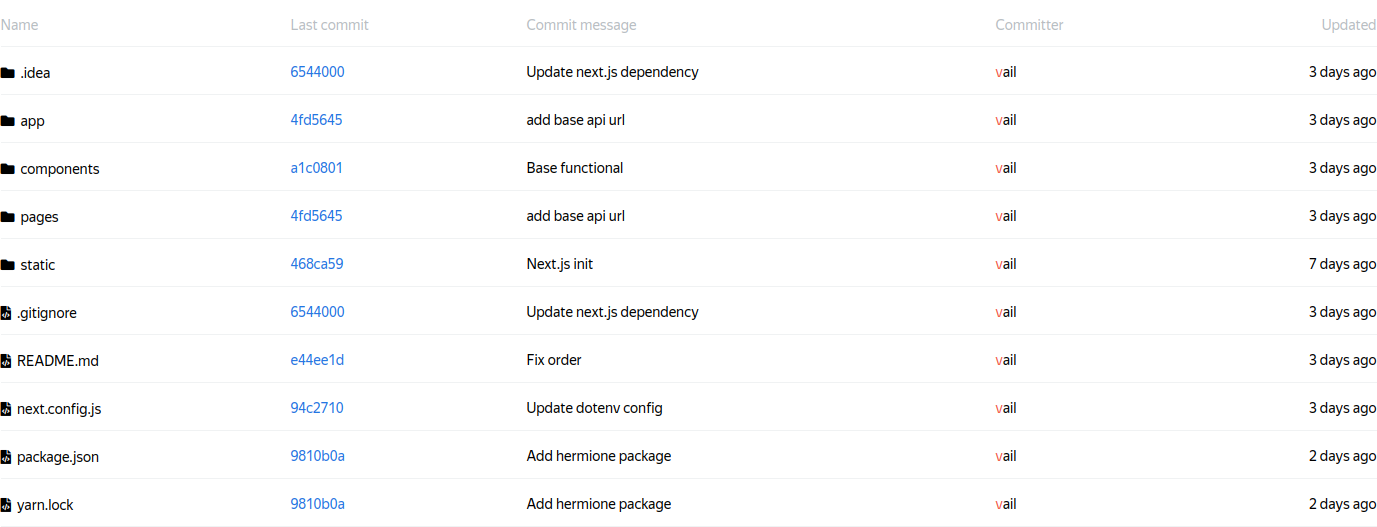 Name Last commit Commit message Committer Updated
.idea 6544000 Update next.js dependency vail 3 days ago
app 4fd5645 add base api url vail 3 days ago
components a1c0801 Base functional vail 3 days ago
pages 4fd5645 add base api url vail 3 days ago
static 468ca59 Next.js init vail 7 days ago
.gitignore 6544000 Update next.js dependency vail 3 days ago
README.md e44ee1d Fix order vail 3 days ago
next.config.js 94c2710 Update dotenv config vail 3 days ago
package.json 9810b0a Add hermione package vail 2 days ago
yarn.lock 9810b0a Add hermione package vail 2 days ago